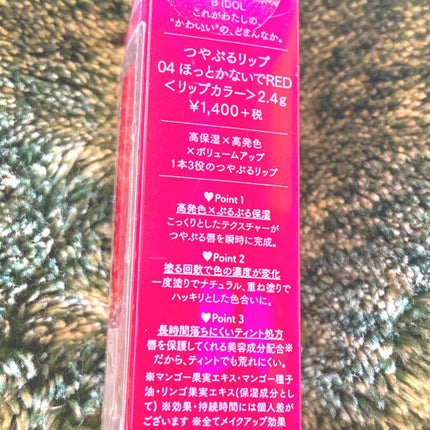 B IDOL
これがわたしの
"かわいい"の、どまんなか。
つやぷるリップ
04 ほっとかないでRED
<リップカラー>2.4g
¥1,400+税
高保湿×高発色
×ボリュームアップ
1本3役のつやぷるリップ
♥Point 1
高発色×ぷるぷる保湿
こっくりとしたテクスチャーが
つやぷる唇を瞬時に完成。
♥Point 2
塗る回数で色の濃度が変化
一度塗りでナチュラル、重ね塗りで
ハッキリとした色合いに。
♥Point 3
長時間落ちにくいティント処方
唇を保護してくれる美容成分配合※
だから、ティントでも荒れにくい。
※マンゴー果実エキス・マンゴー種子
油・リンゴ果実エキス(保湿成分とし
て) ※効果・持続時間には個人差が
ございます ※全てメイクアップ効果